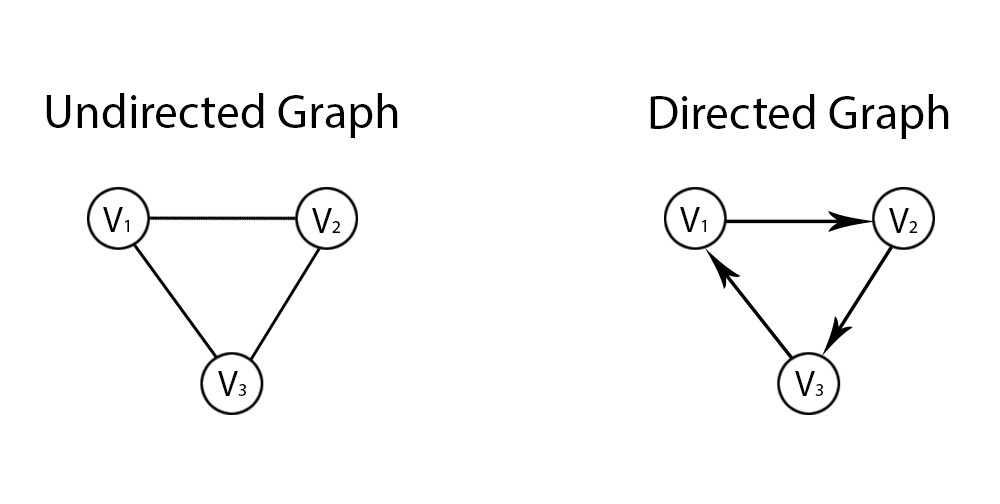 Undirected Graph
V₁
V₂
V₃
Directed Graph
V₁
V₂
V₃